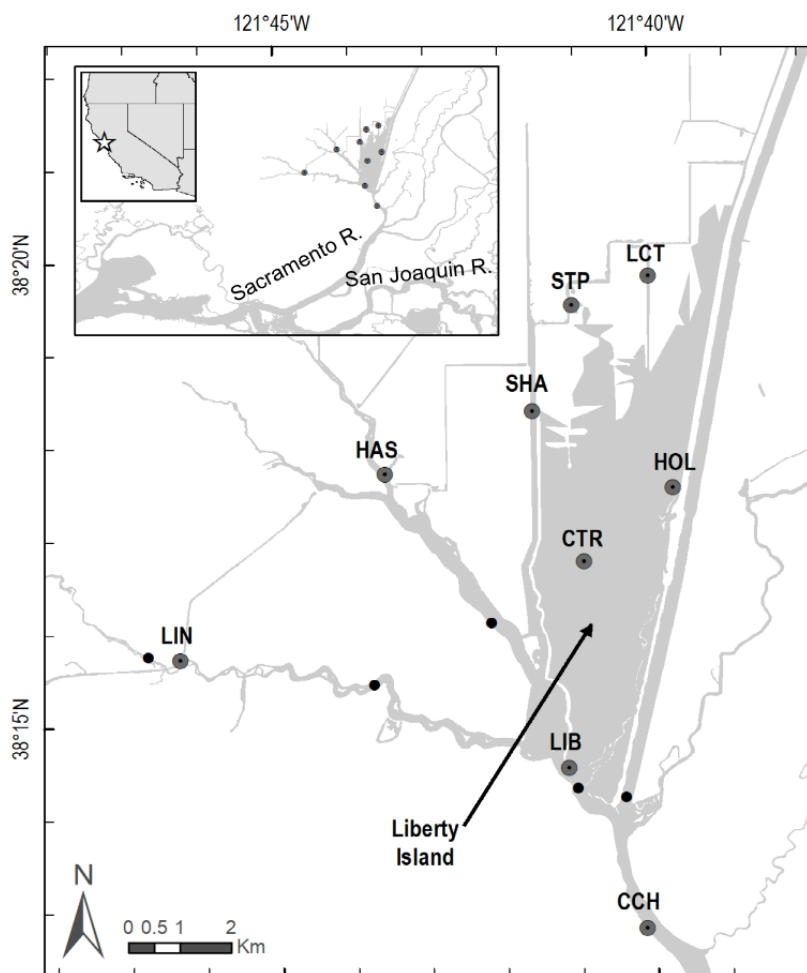 121°45'W
121°40'W
38°20'N
38°15'N
Sacramento R.
San Joaquin R.
LCT
STP
SHA
HAS
HOL
CTR
LIN
LIB
Liberty
Island
CCH
N
0 0.5 1 2
Km